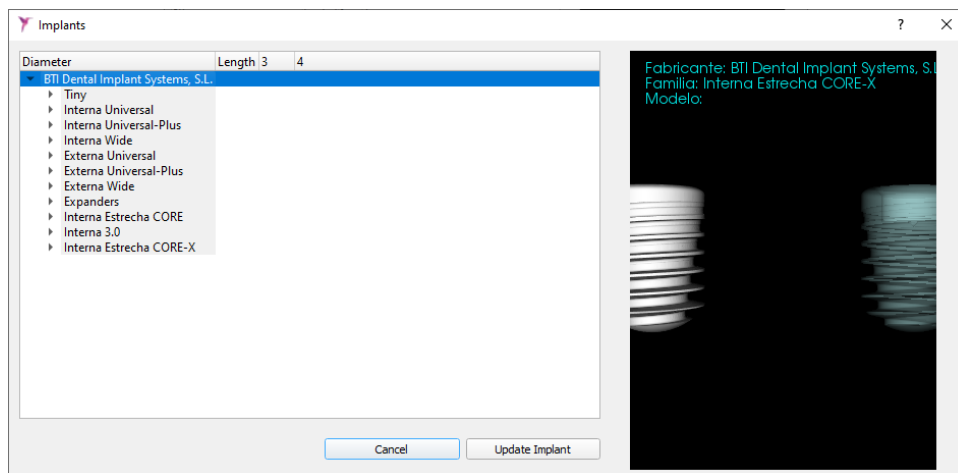 Implants
?
Diameter Length 3 4
BTI Dental Implant Systems, S.L.
Tiny
Interna Universal
Interna Universal-Plus
Interna Wide
Externa Universal
Externa Universal-Plus
Externa Wide
Expanders
Interna Estrecha CORE
Interna 3.0
Interna Estrecha CORE-X
Cancel
Update Implant
Fabricante: BTI Dental Implant Systems, S.L
Familia: Interna Estrecha CORE-X
Modelo: